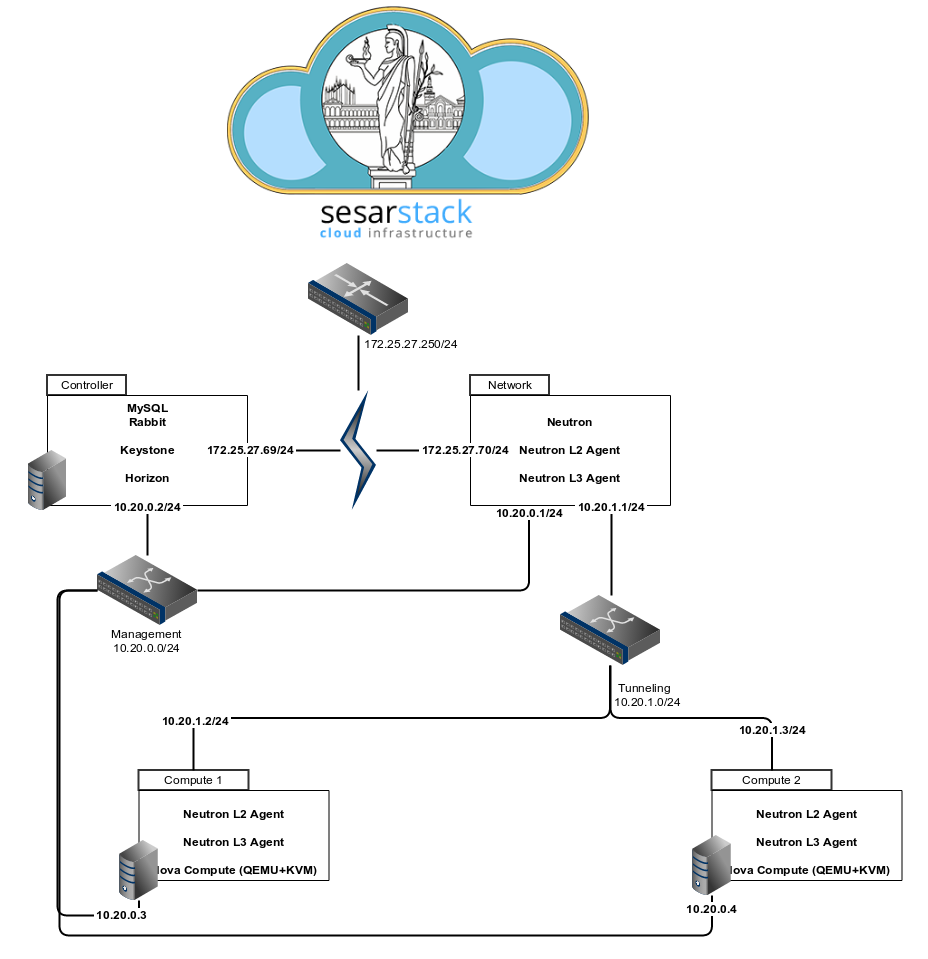 sesarstack
cloud infrastructure
172.25.27.250/24
Controller
MySQL
Rabbit
Keystone
Horizon
172.25.27.69/24
10.20.0.2/24
Network
Neutron
172.25.27.70/24
Neutron L2 Agent
Neutron L3 Agent
10.20.0.1/24
10.20.1.1/24
Management
10.20.0.0/24
Tunneling
10.20.1.0/24
10.20.1.2/24
10.20.1.3/24
Compute 1
Neutron L2 Agent
Neutron L3 Agent
ova Compute (QEMU+KVM)
10.20.0.3
Compute 2
Neutron L2 Agent
Neutron L3 Agent
ova Compute (QEMU+KVM)
10.20.0.4